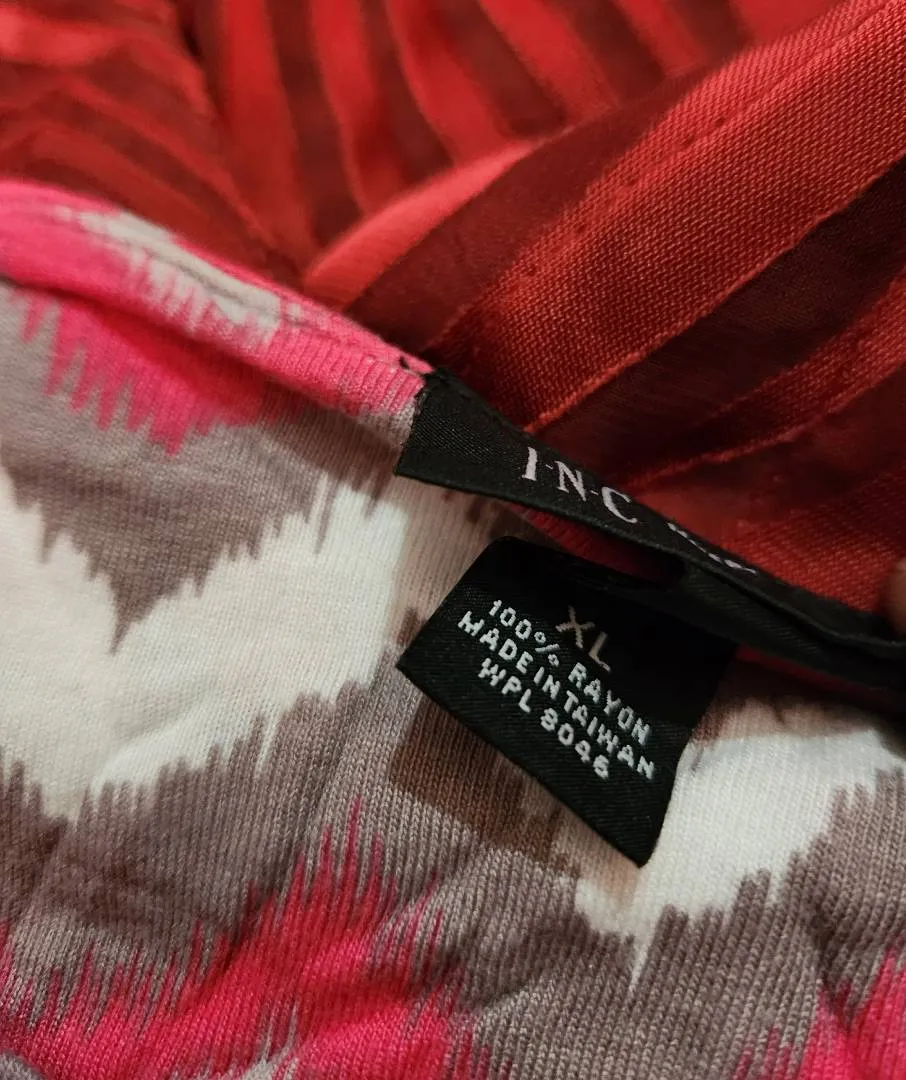 I·N·C
XL
100% RAYON
MADE IN TAIWAN
WPL 8046